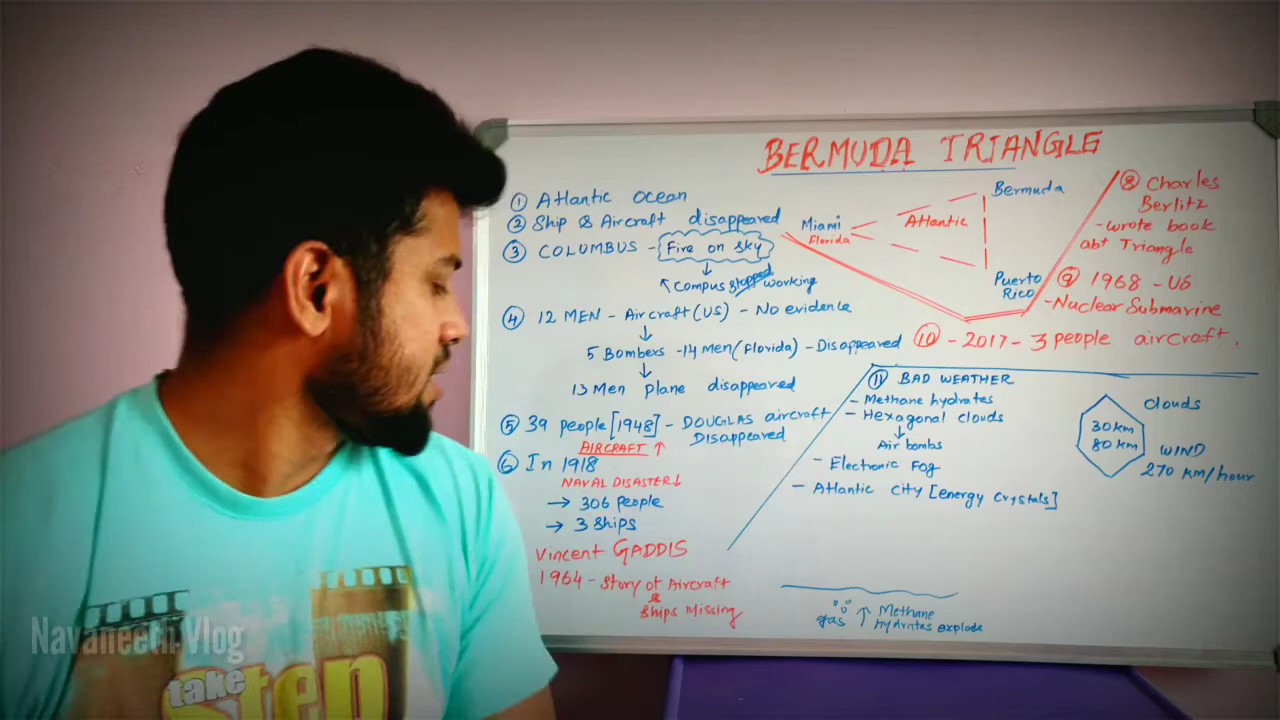 BERMUDA TRIANGLE
① Atlantic ocean
② Ship & Aircraft disappeared
③ COLUMBUS - Fire on sky
↓
↖ compus stopped working
④ 12 MEN - Aircraft (US) - No evidence
↓
5 Bombers - 14 Men (Florida) - Disappeared
↓
13 Men plane disappeared
⑤ 39 people [1948] - DOUGLAS aircraft
Disappeared
AIRCRAFT ↑
⑥ In 1918
NAVAL DISASTER ↓
→ 306 people
→ 3 ships
Vincent GADDIS
1964 - Story of Aircraft
&
Ships Missing
Bermuda
Miami
Florida
Atlantic
Puerto
Rico
⑧ Charles
Berlitz
- wrote book
abt Triangle
⑨ 1968 - US
- Nuclear Submarine
⑩ - 2017 - 3 people aircraft.
⑪ BAD WEATHER
- Methane hydrates
- Hexagonal clouds
↓
Air bombs
- Electronic Fog
- Atlantic city [energy crystals]
clouds
30 km
80 km
WIND
270 km/hour
gas ↑ Methane
hydrates explode
Navaneeth Vlog
take
Step